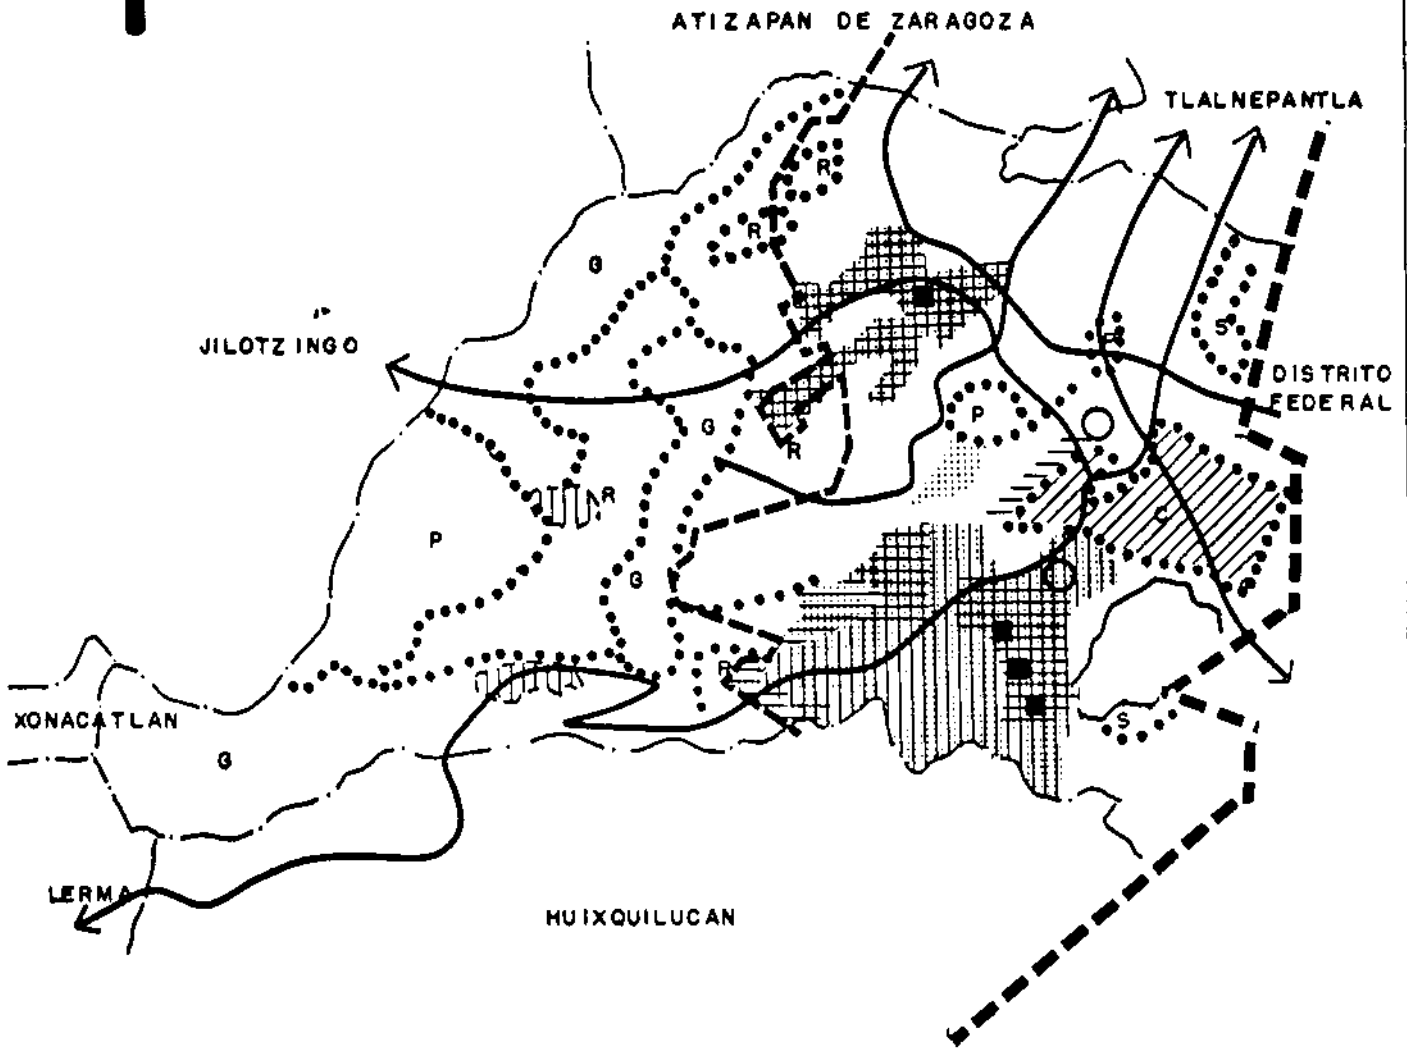 ATIZAPAN DE ZARAGOZA
TLALNEPANTLA
R
R
G
S
JILOTZINGO
DISTRITO
FEDERAL
P
G
R
R
C
P
G
R
S
XONACATLAN
G
LERMA
HUIXQUILUCAN